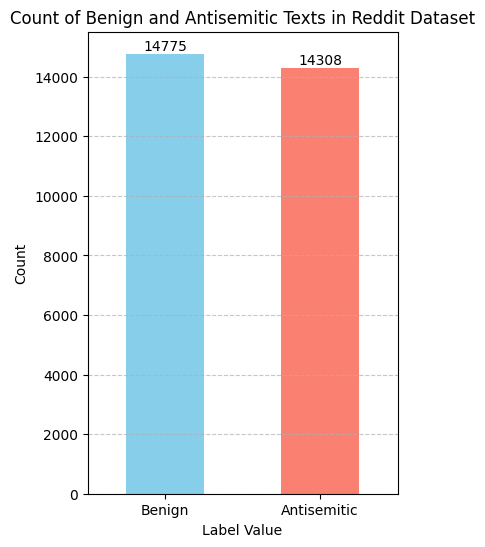 Count of Benign and Antisemitic Texts in Reddit Dataset
14775
14308
14000
12000
10000
8000
6000
4000
2000
0
Count
Benign
Antisemitic
Label Value